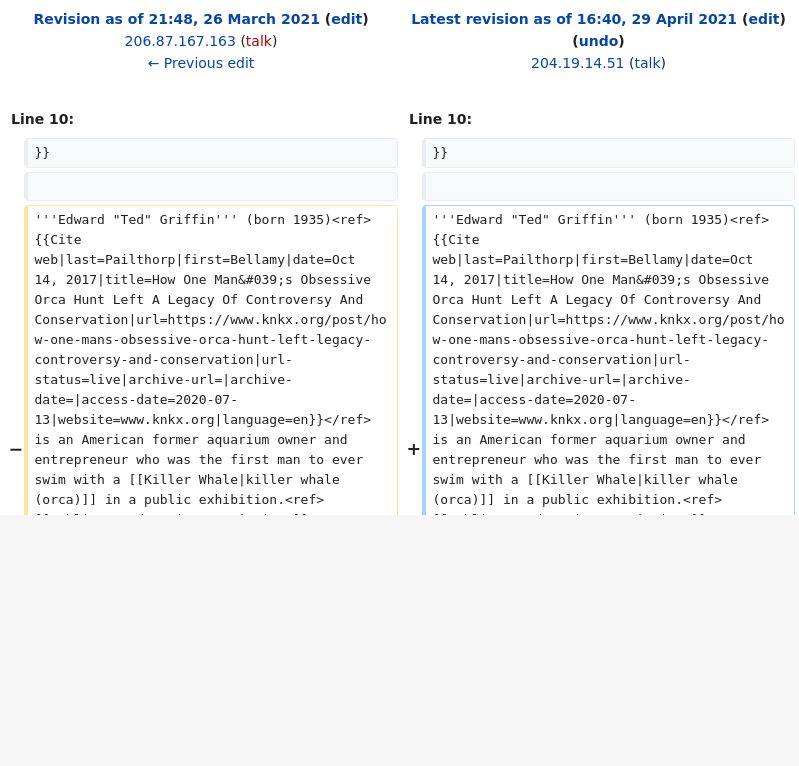 Revision as of 21:48, 26 March 2021 (edit)
206.87.167.163 (talk)
← Previous edit
Latest revision as of 16:40, 29 April 2021 (edit)
(undo)
204.19.14.51 (talk)
Line 10:
}}
'''Edward "Ted" Griffin''' (born 1935)<ref>
{{Cite
web|last=Pailthorp|first=Bellamy|date=Oct
14, 2017|title=How One Man&#039;s Obsessive
Orca Hunt Left A Legacy Of Controversy And
Conservation|url=https://www.knkx.org/post/ho
w-one-mans-obsessive-orca-hunt-left-legacy-
controversy-and-conservation|url-
status=live|archive-url=|archive-
date=|access-date=2020-07-
13|website=www.knkx.org|language=en}}</ref>
− is an American former aquarium owner and
entrepreneur who was the first man to ever
swim with a [[Killer Whale|killer whale
(orca)]] in a public exhibition.<ref>
Line 10:
}}
'''Edward "Ted" Griffin''' (born 1935)<ref>
{{Cite
web|last=Pailthorp|first=Bellamy|date=Oct
14, 2017|title=How One Man&#039;s Obsessive
Orca Hunt Left A Legacy Of Controversy And
Conservation|url=https://www.knkx.org/post/ho
w-one-mans-obsessive-orca-hunt-left-legacy-
controversy-and-conservation|url-
status=live|archive-url=|archive-
date=|access-date=2020-07-
13|website=www.knkx.org|language=en}}</ref>
+ is an American former aquarium owner and
entrepreneur who was the first man to ever
swim with a [[Killer Whale|killer whale
(orca)]] in a public exhibition.<ref>